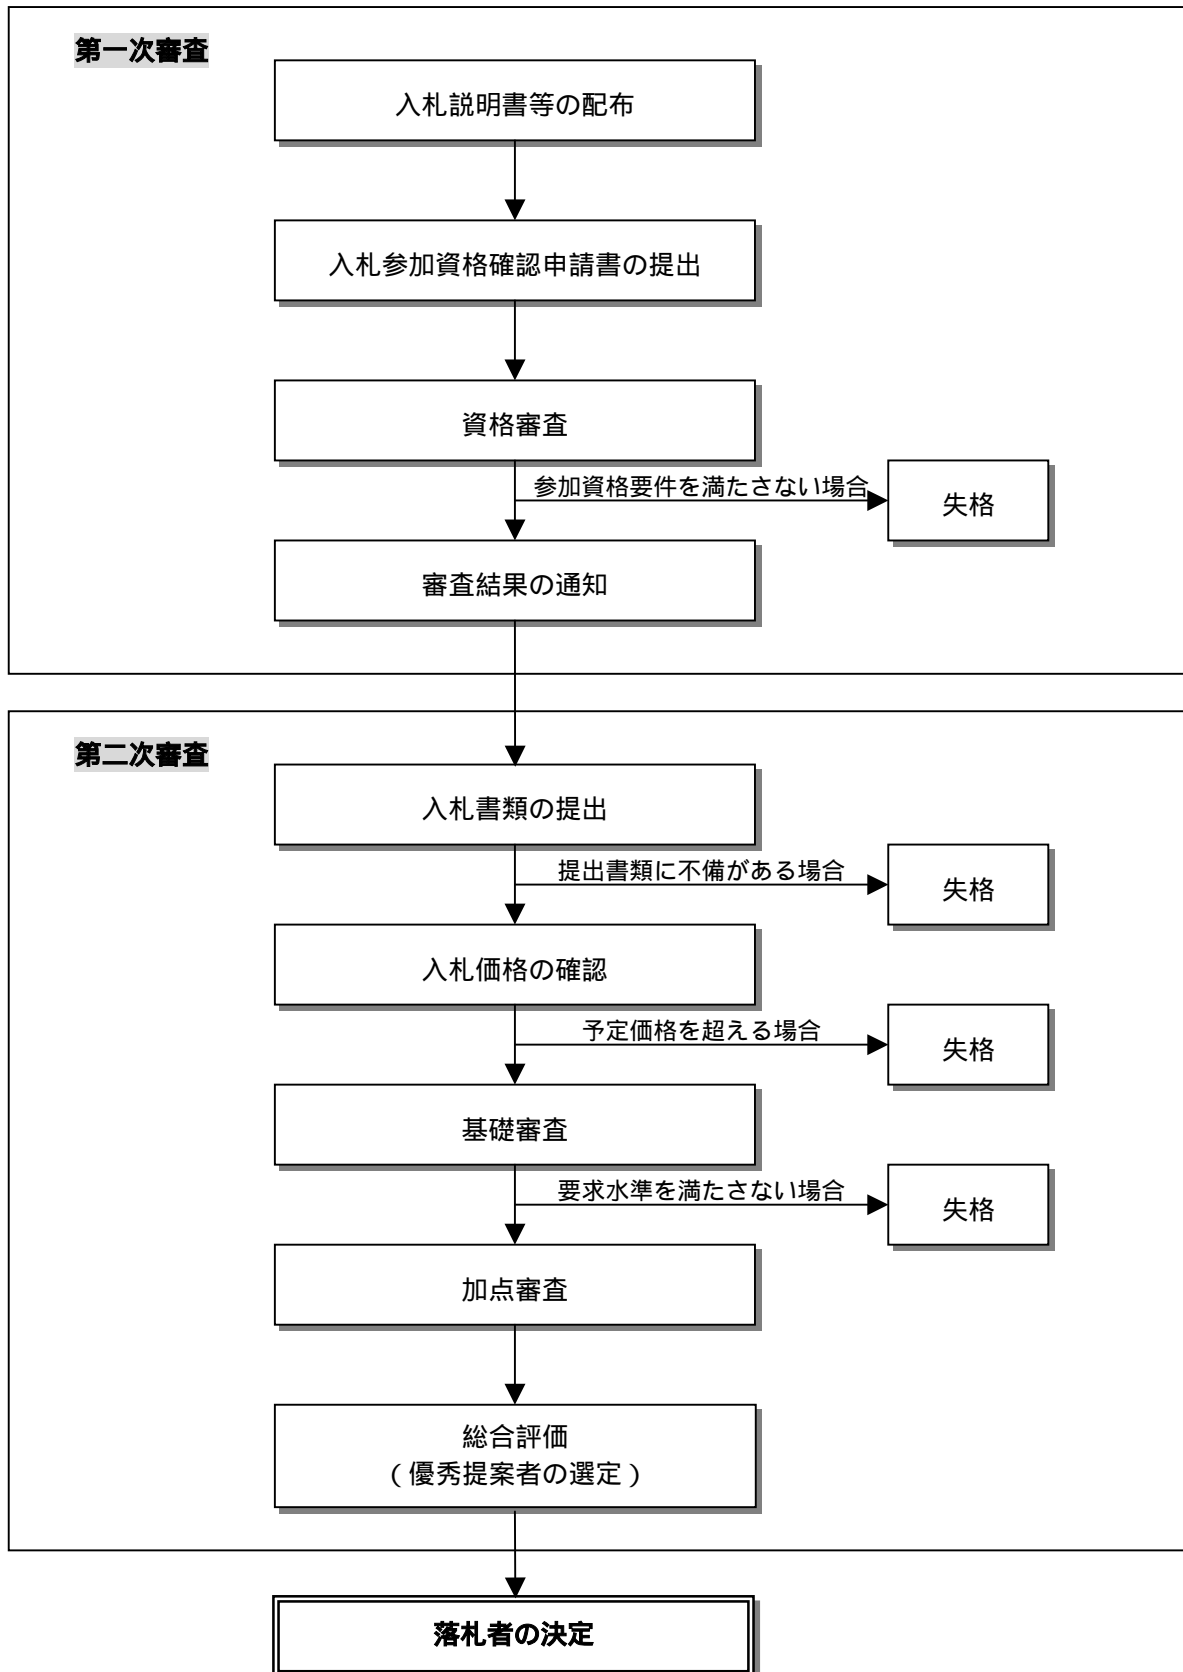 第一次審査
入札説明書等の配布
入札参加資格確認申請書の提出
資格審査
参加資格要件を満たさない場合
失格
審査結果の通知
第二次審査
入札書類の提出
提出書類に不備がある場合
失格
入札価格の確認
予定価格を超える場合
失格
基礎審査
要求水準を満たさない場合
失格
加点審査
総合評価
（優秀提案者の選定）
落札者の決定